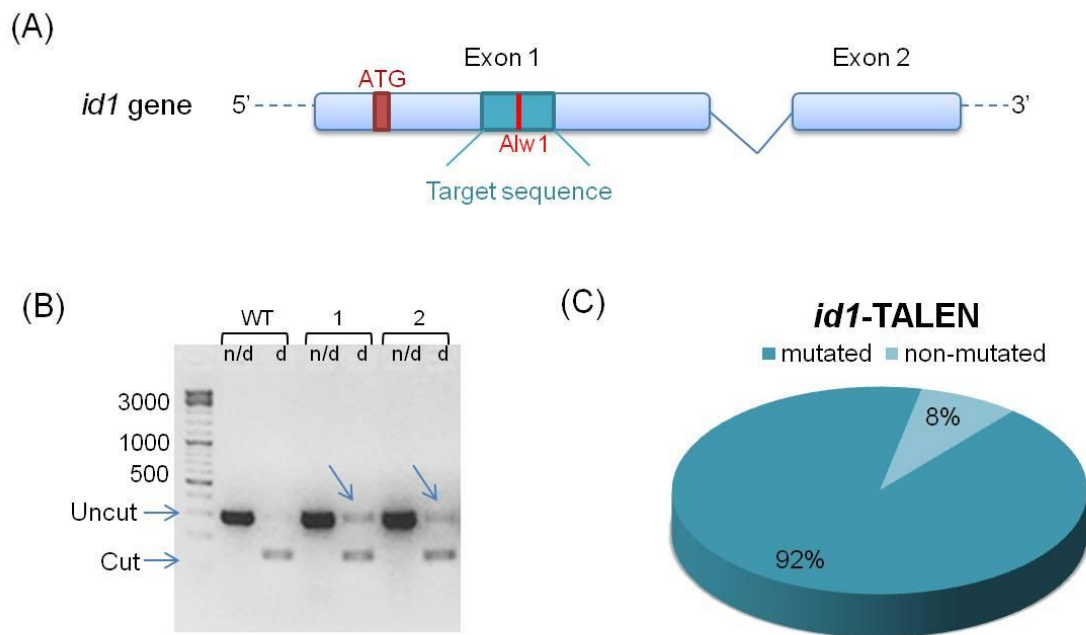 (A)
Exon 1
Exon 2
ATG
id1 gene
5’
3’
Alw1
Target sequence
(B)
WT
1
2
n/d
d
n/d
d
n/d
d
3000
1000
500
Uncut
Cut
(C)
id1-TALEN
mutated
non-mutated
8%
92%